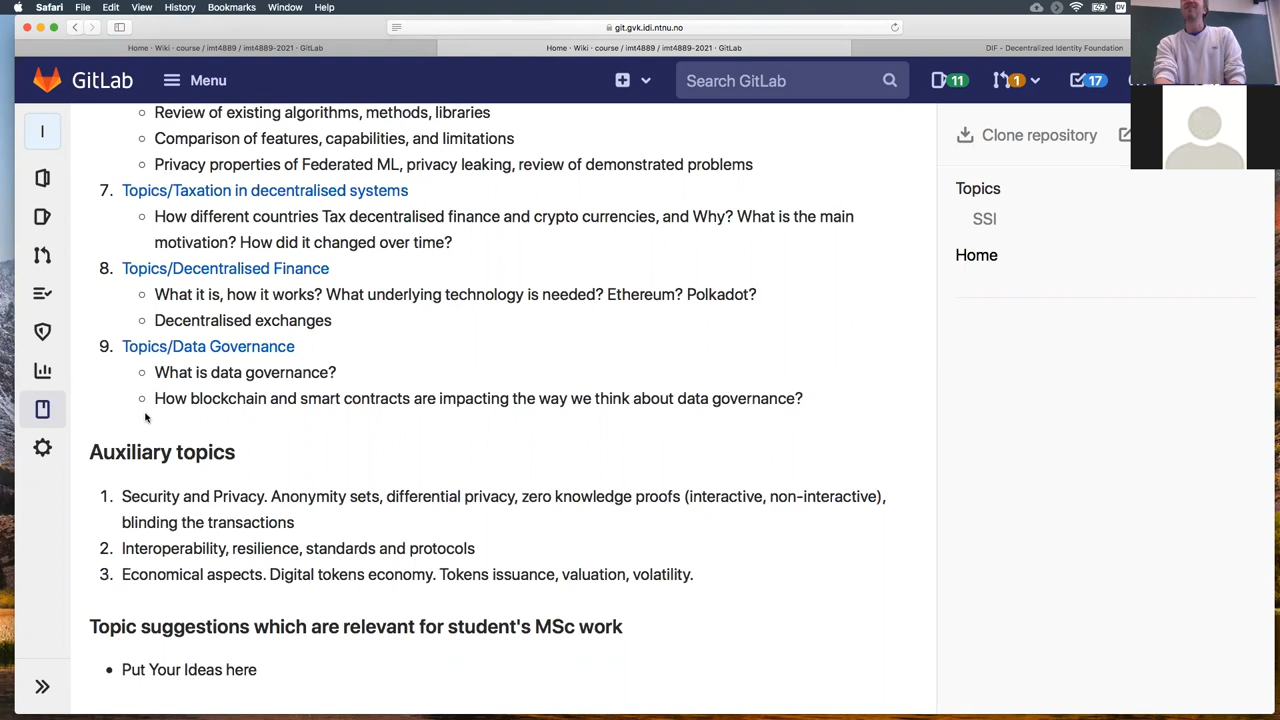 Safari File Edit View History Bookmarks Window Help
DV
git.gvk.idi.ntnu.no
Home · Wiki · course / imt4889 / imt4889-2021 · GitLab
Home · Wiki · course / imt4889 / imt4889-2021 · GitLab
DIF - Decentralized Identity Foundation
GitLab Menu Search GitLab 11 1 17
I
Review of existing algorithms, methods, libraries
Comparison of features, capabilities, and limitations
Privacy properties of Federated ML, privacy leaking, review of demonstrated problems
7. Topics/Taxation in decentralised systems
How different countries Tax decentralised finance and crypto currencies, and Why? What is the main
motivation? How did it changed over time?
8. Topics/Decentralised Finance
What it is, how it works? What underlying technology is needed? Ethereum? Polkadot?
Decentralised exchanges
9. Topics/Data Governance
What is data governance?
How blockchain and smart contracts are impacting the way we think about data governance?
Auxiliary topics
1. Security and Privacy. Anonymity sets, differential privacy, zero knowledge proofs (interactive, non-interactive),
blinding the transactions
2. Interoperability, resilience, standards and protocols
3. Economical aspects. Digital tokens economy. Tokens issuance, valuation, volatility.
Topic suggestions which are relevant for student's MSc work
Put Your Ideas here
Clone repository
Topics
SSI
Home